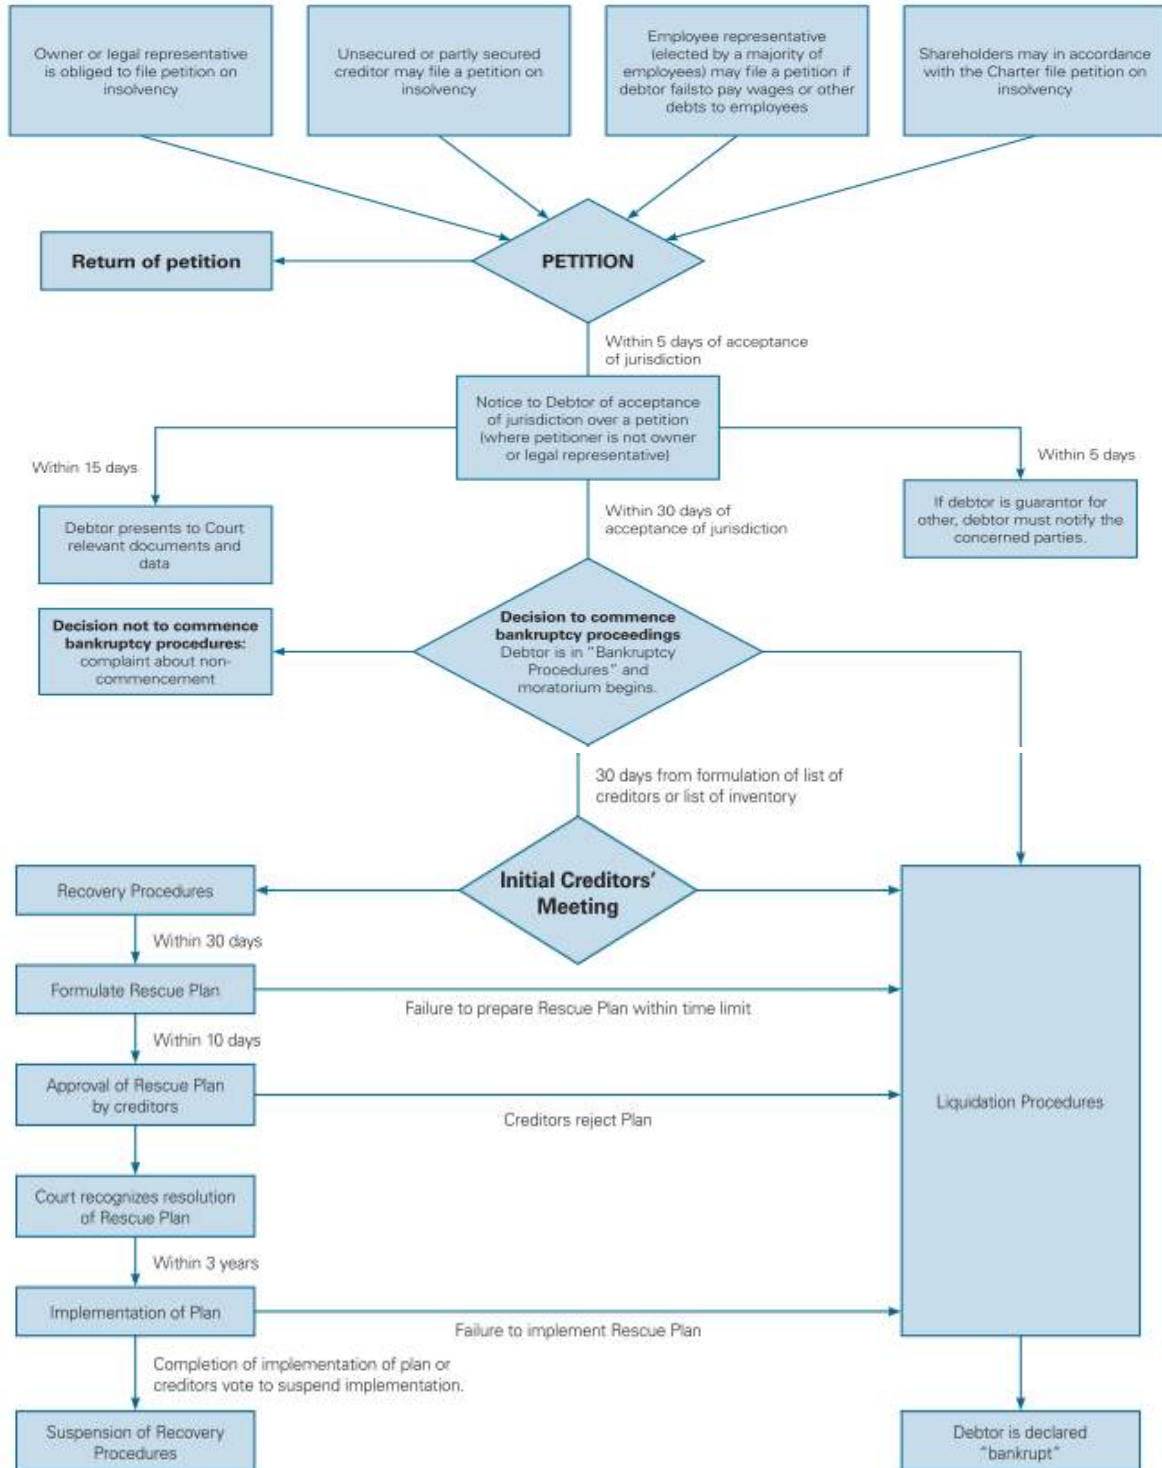 Owner or legal representative
is obliged to file petition on
insolvency
Unsecured or partly secured
creditor may file a petition on
insolvency
Employee representative
(elected by a majority of
employees) may file a petition if
debtor failsto pay wages or other
debts to employees
Shareholders may in accordance
with the Charter file petition on
insolvency
Return of petition
PETITION
Within 5 days of acceptance
of jurisdiction
Notice to Debtor of acceptance
of jurisdiction over a petition
(where petitioner is not owner
or legal representative)
Within 15 days
Within 5 days
Debtor presents to Court
relevant documents and
data
Within 30 days of
acceptance of jurisdiction
If debtor is guarantor for
other, debtor must notify the
concerned parties.
Decision not to commence
bankruptcy procedures:
complaint about non-
commencement
Decision to commence
bankruptcy proceedings
Debtor is in "Bankruptcy
Procedures" and
moratorium begins.
30 days from formulation of list of
creditors or list of inventory
Initial Creditors'
Meeting
Recovery Procedures
Within 30 days
Formulate Rescue Plan
Failure to prepare Rescue Plan within time limit
Within 10 days
Approval of Rescue Plan
by creditors
Creditors reject Plan
Liquidation Procedures
Court recognizes resolution
of Rescue Plan
Within 3 years
Implementation of Plan
Failure to implement Rescue Plan
Completion of implementation of plan or
creditors vote to suspend implementation.
Suspension of Recovery
Procedures
Debtor is declared
"bankrupt"